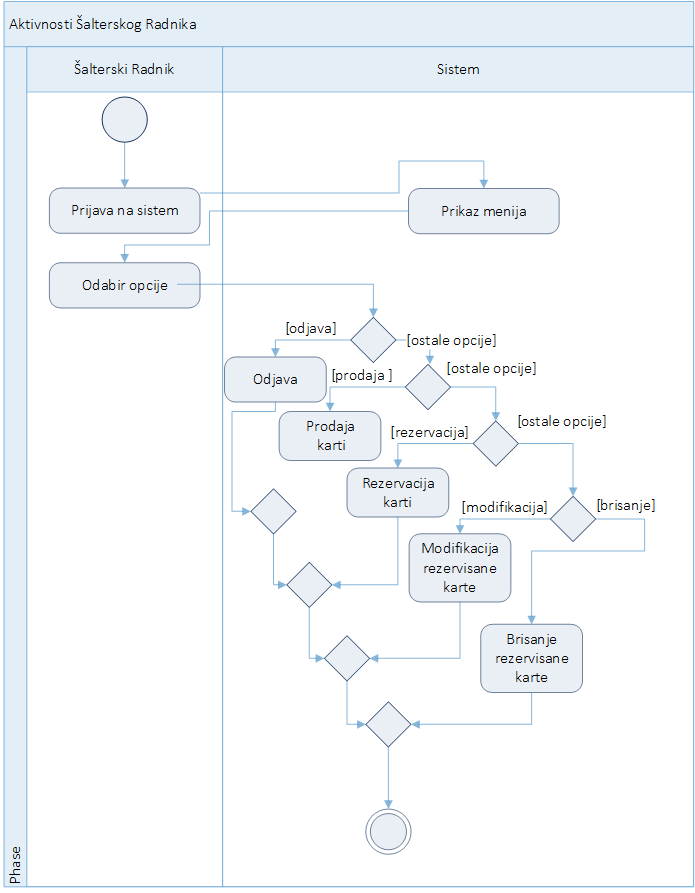 Aktivnosti Šalterskog Radnika
Šalterski Radnik
Sistem
Prijava na sistem
Prikaz menija
Odabir opcije
[odjava]
[ostale opcije]
Odjava
[prodaja ]
[ostale opcije]
Prodaja
karti
[rezervacija]
[ostale opcije]
Rezervacija
karti
[modifikacija]
[brisanje]
Modifikacija
rezervisane
karte
Brisanje
rezervisane
karte
Phase